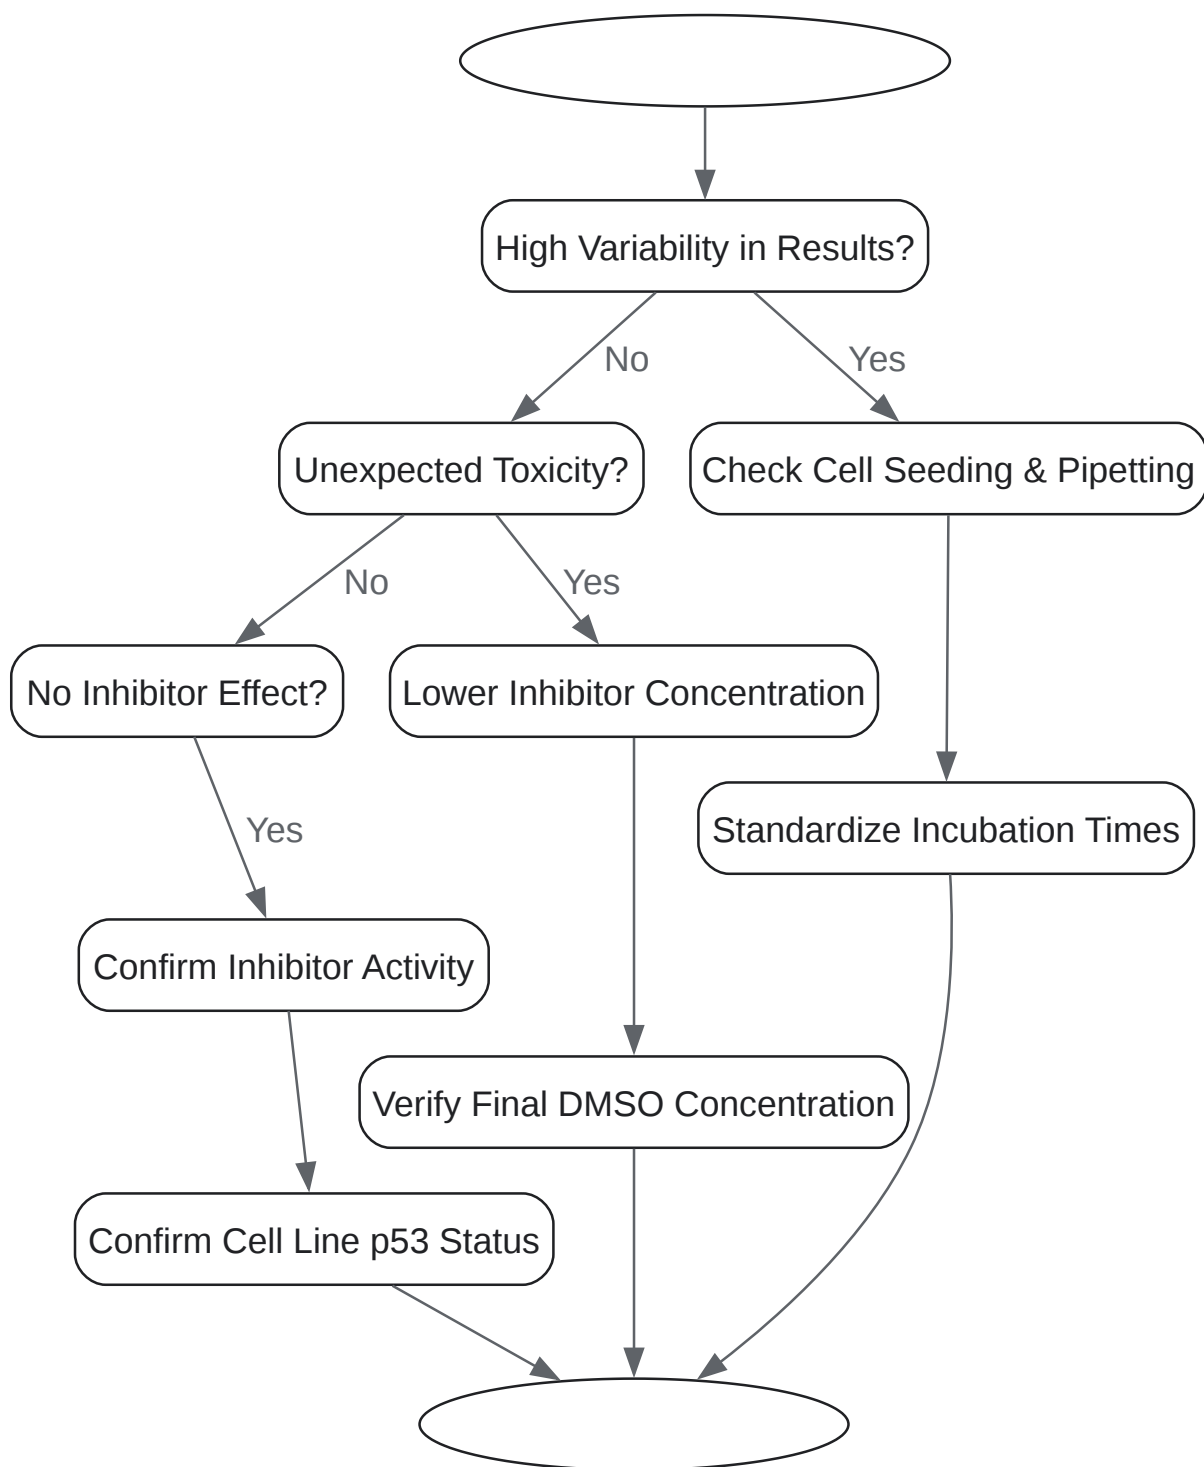 High Variability in Results?
No
Yes
Unexpected Toxicity?
Check Cell Seeding & Pipetting
No
Yes
No Inhibitor Effect?
Lower Inhibitor Concentration
Yes
Standardize Incubation Times
Confirm Inhibitor Activity
Verify Final DMSO Concentration
Confirm Cell Line p53 Status